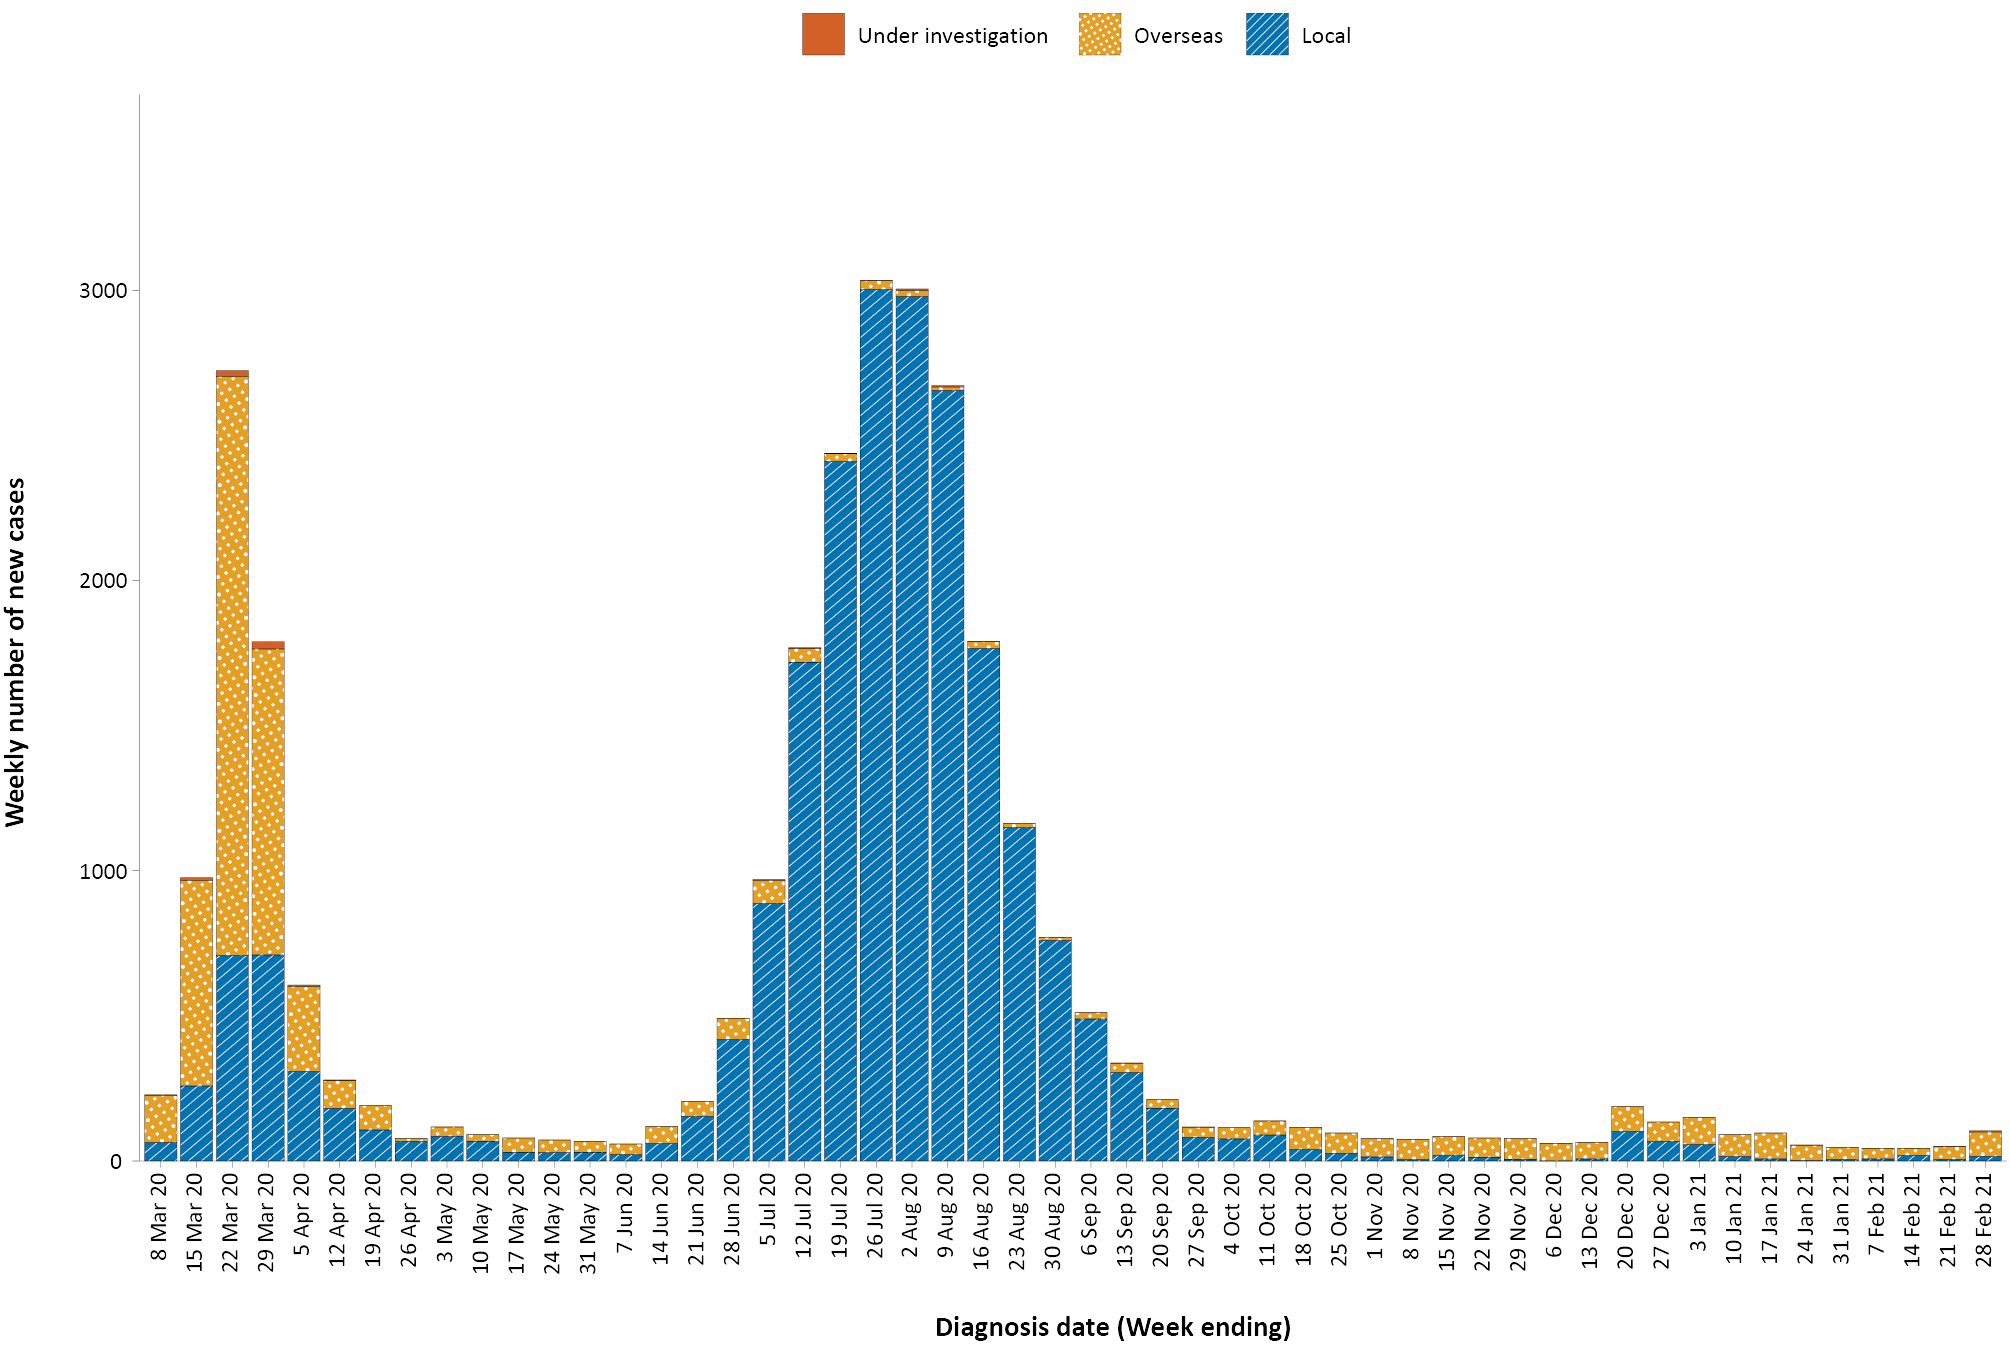 Under investigation Overseas Local
Weekly number of new cases
3000
2000
1000
0
8 Mar 20
15 Mar 20
22 Mar 20
29 Mar 20
5 Apr 20
12 Apr 20
19 Apr 20
26 Apr 20
3 May 20
10 May 20
17 May 20
24 May 20
31 May 20
7 Jun 20
14 Jun 20
21 Jun 20
28 Jun 20
5 Jul 20
12 Jul 20
19 Jul 20
26 Jul 20
2 Aug 20
9 Aug 20
16 Aug 20
23 Aug 20
30 Aug 20
6 Sep 20
13 Sep 20
20 Sep 20
27 Sep 20
4 Oct 20
11 Oct 20
18 Oct 20
25 Oct 20
1 Nov 20
8 Nov 20
15 Nov 20
22 Nov 20
29 Nov 20
6 Dec 20
13 Dec 20
20 Dec 20
27 Dec 20
3 Jan 21
10 Jan 21
17 Jan 21
24 Jan 21
31 Jan 21
7 Feb 21
14 Feb 21
21 Feb 21
28 Feb 21
Diagnosis date (Week ending)